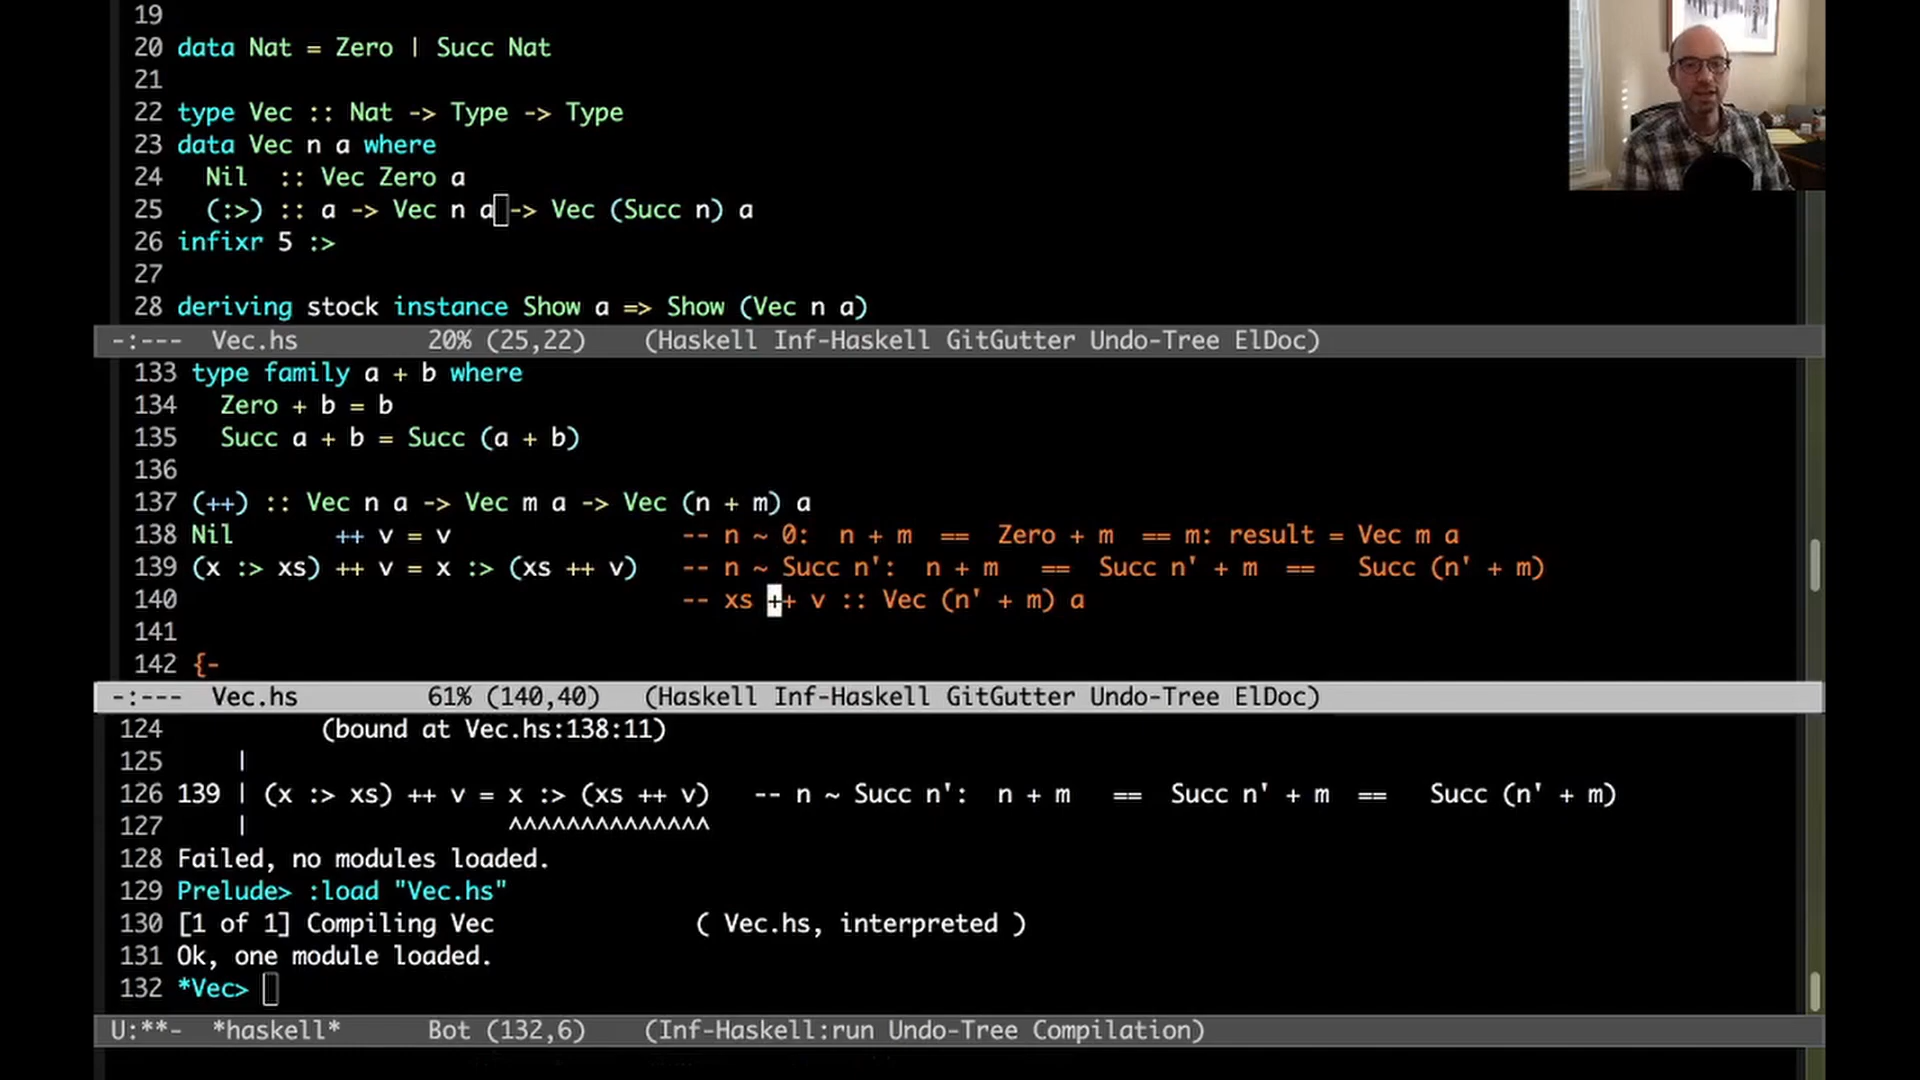 19
20 data Nat = Zero | Succ Nat
21
22 type Vec :: Nat -> Type -> Type
23 data Vec n a where
24   Nil  :: Vec Zero a
25   (:>) :: a -> Vec n a -> Vec (Succ n) a
26 infixr 5 :>
27
28 deriving stock instance Show a => Show (Vec n a)
-:---  Vec.hs         20% (25,22)    (Haskell Inf-Haskell GitGutter Undo-Tree ElDoc)
133 type family a + b where
134   Zero + b = b
135   Succ a + b = Succ (a + b)
136
137 (++) :: Vec n a -> Vec m a -> Vec (n + m) a
138 Nil       ++ v = v                -- n ~ 0:  n + m  ==  Zero + m  == m: result = Vec m a
139 (x :> xs) ++ v = x :> (xs ++ v)   -- n ~ Succ n':  n + m   ==  Succ n' + m  ==   Succ (n' + m)
140                                   -- xs ++ v :: Vec (n' + m) a
141
142 {-
-:---  Vec.hs         61% (140,40)   (Haskell Inf-Haskell GitGutter Undo-Tree ElDoc)
124           (bound at Vec.hs:138:11)
125     |
126 139 | (x :> xs) ++ v = x :> (xs ++ v)   -- n ~ Succ n':  n + m   ==  Succ n' + m  ==   Succ (n' + m)
127     |                  ^^^^^^^^^^^^^^
128 Failed, no modules loaded.
129 Prelude> :load "Vec.hs"
130 [1 of 1] Compiling Vec              ( Vec.hs, interpreted )
131 Ok, one module loaded.
132 *Vec>
U:**-  *haskell*      Bot (132,6)    (Inf-Haskell:run Undo-Tree Compilation)